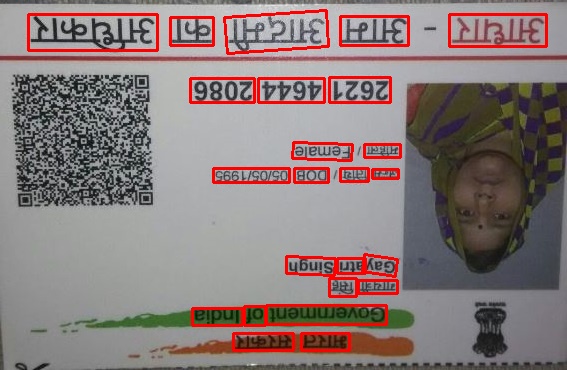 भारत सरकार
Government of India
गायत्री सिंह
Gayatri Singh
जन्म तिथि / DOB 05/05/1995
महिला / Female
2621 4644 2086
आधार - आम आदमी का अधिकार